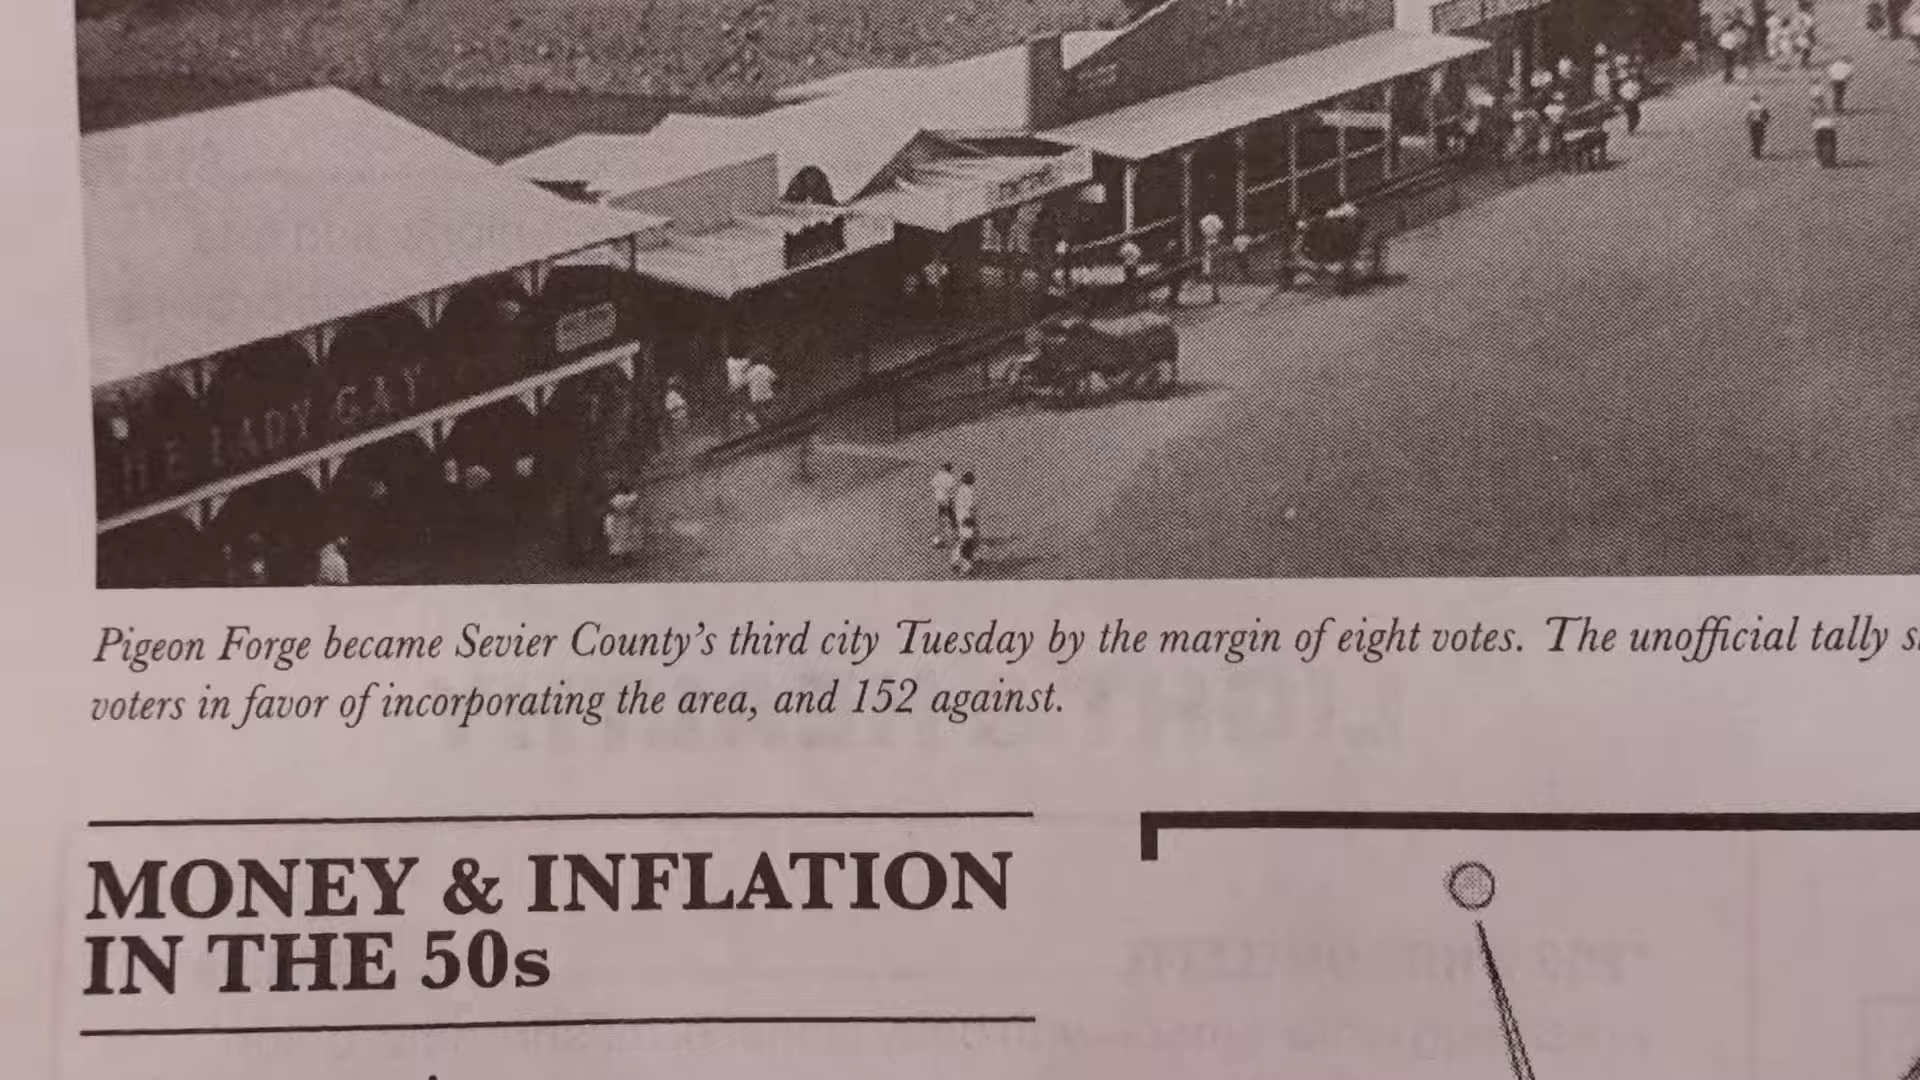 HE LADY GAY
Pigeon Forge became Sevier County's third city Tuesday by the margin of eight votes. The unofficial tally
voters in favor of incorporating the area, and 152 against.
MONEY & INFLATION
IN THE 50s